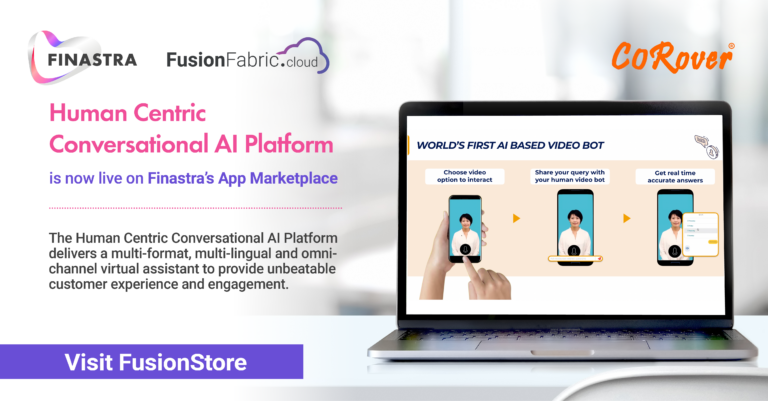 FINASTRA
FusionFabric.cloud
CoRover®
Human Centric
Conversational AI Platform
is now live on Finastra's App Marketplace
The Human Centric Conversational AI Platform
delivers a multi-format, multi-lingual and omni-
channel virtual assistant to provide unbeatable
customer experience and engagement.
Visit FusionStore
WORLD'S FIRST AI BASED VIDEO BOT
Choose video
option to interact
Share your query with
your human video bot
Get real time
accurate answers